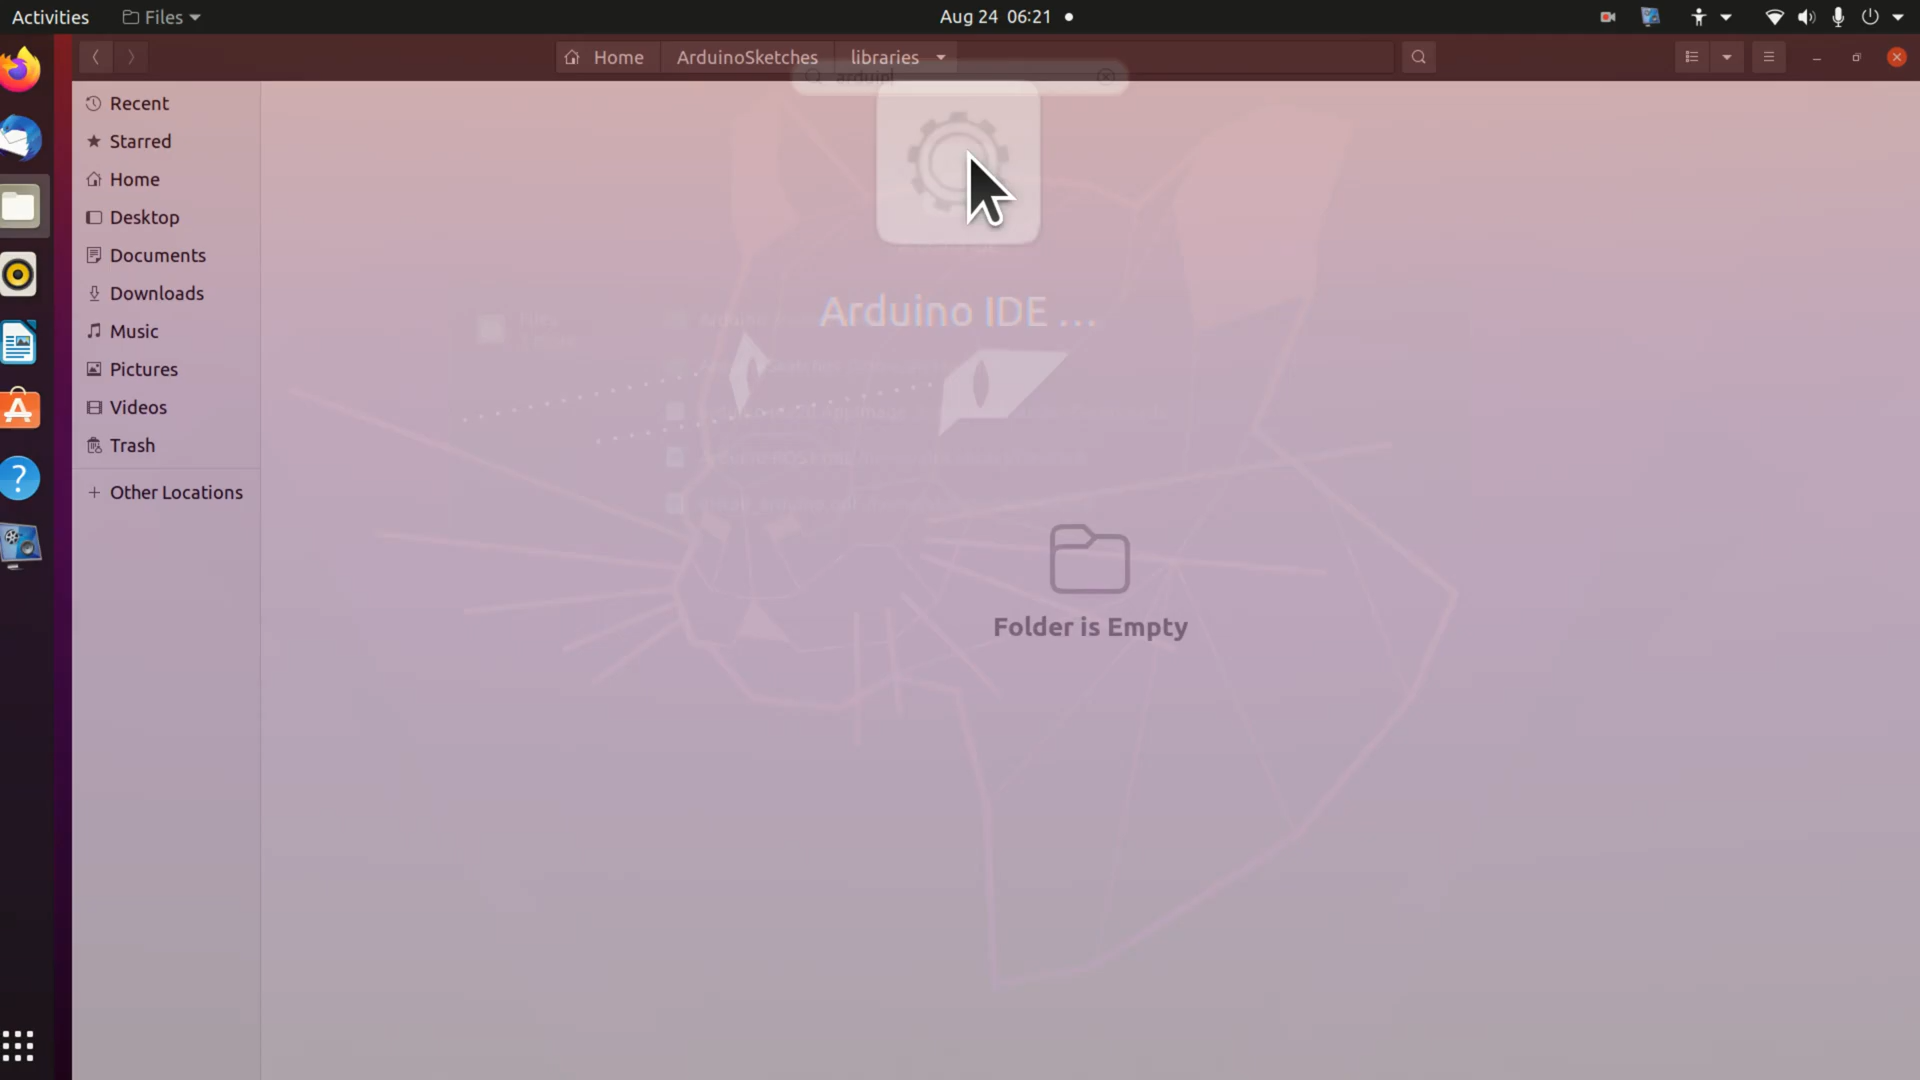 Activities Files Aug 24 06:21
Home ArduinoSketches libraries
arduin
Recent
Starred
Home
Desktop
Documents
Downloads
Music
Pictures
Videos
Trash
Other Locations
Arduino IDE ...
Folder is Empty